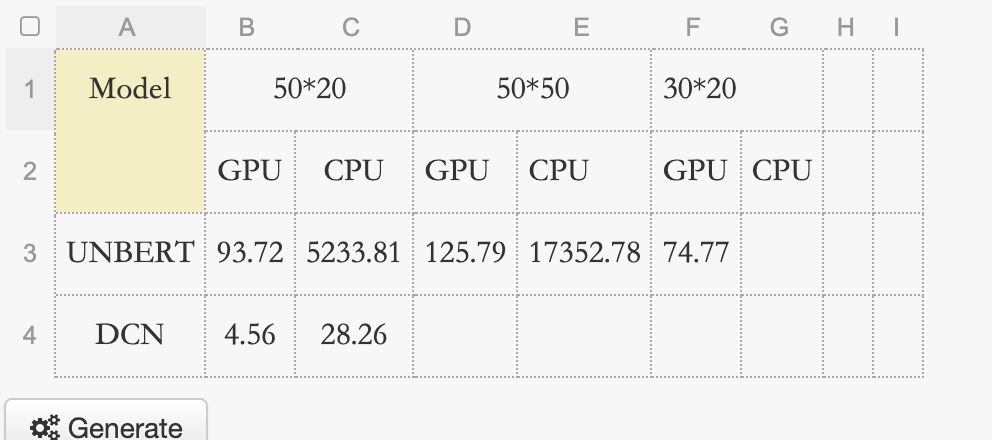 A B C D E F G H I
1 Model 50*20 50*50 30*20
2 GPU CPU GPU CPU GPU CPU
3 UNBERT 93.72 5233.81 125.79 17352.78 74.77
4 DCN 4.56 28.26
Generate